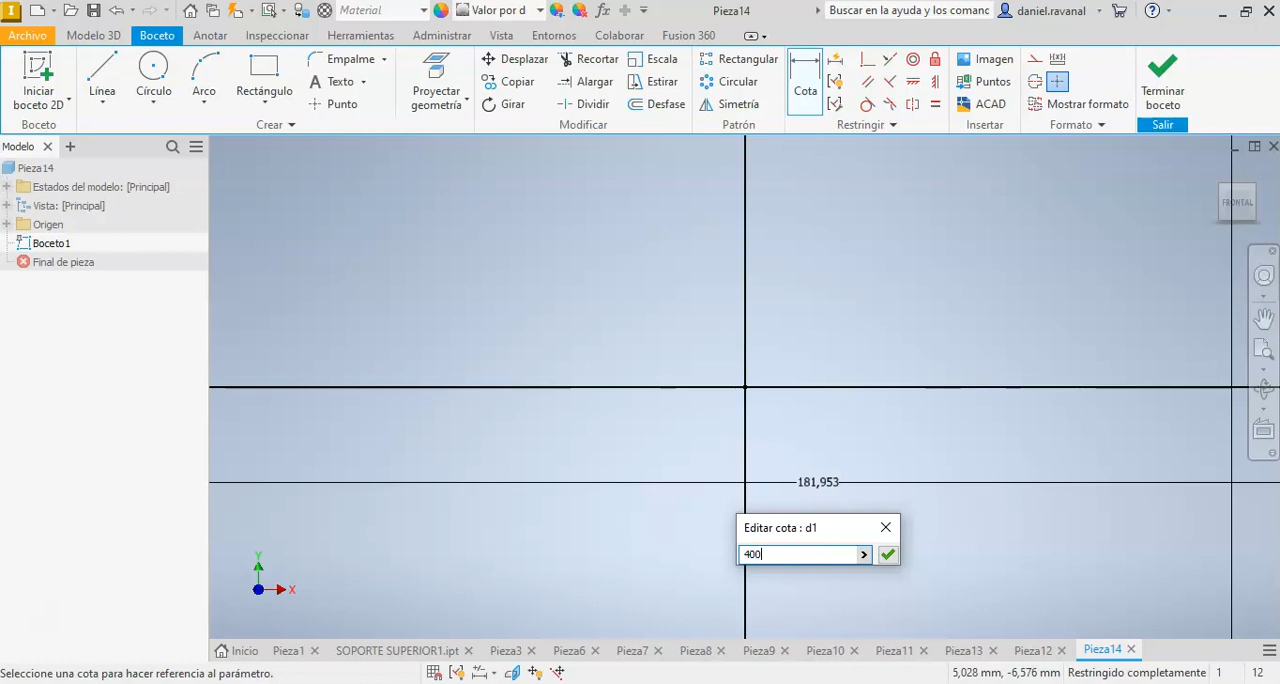 Material
Valor por d
Pieza14
Buscar en la ayuda y los comanc
daniel.ravanal
Archivo
Modelo 3D
Boceto
Anotar
Inspeccionar
Herramientas
Administrar
Vista
Entornos
Colaborar
Fusion 360
Iniciar
boceto 2D
Línea
Círculo
Arco
Rectángulo
Empalme
Texto
Punto
Proyectar
geometría
Desplazar
Recortar
Escala
Copiar
Alargar
Estirar
Girar
Dividir
Desfase
Rectangular
Circular
Simetría
Cota
Imagen
Puntos
ACAD
Mostrar formato
Terminar
boceto
Boceto
Crear
Modificar
Patrón
Restringir
Insertar
Formato
Salir
Modelo
Pieza14
Estados del modelo: [Principal]
Vista: [Principal]
Origen
Boceto1
Final de pieza
FRONTAL
181,953
Editar cota : d1
400
Y
X
Inicio
Pieza1
SOPORTE SUPERIOR1.ipt
Pieza3
Pieza6
Pieza7
Pieza8
Pieza9
Pieza10
Pieza11
Pieza13
Pieza12
Pieza14
Seleccione una cota para hacer referencia al parámetro.
5,028 mm, -6,576 mm
Restringido completamente
1
12